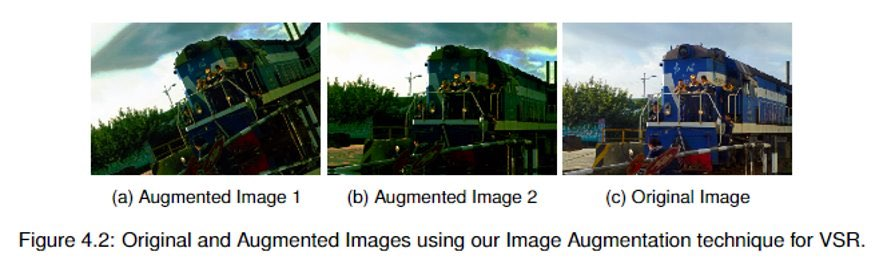 (a) Augmented Image 1
(b) Augmented Image 2
(c) Original Image
Figure 4.2: Original and Augmented Images using our Image Augmentation technique for VSR.